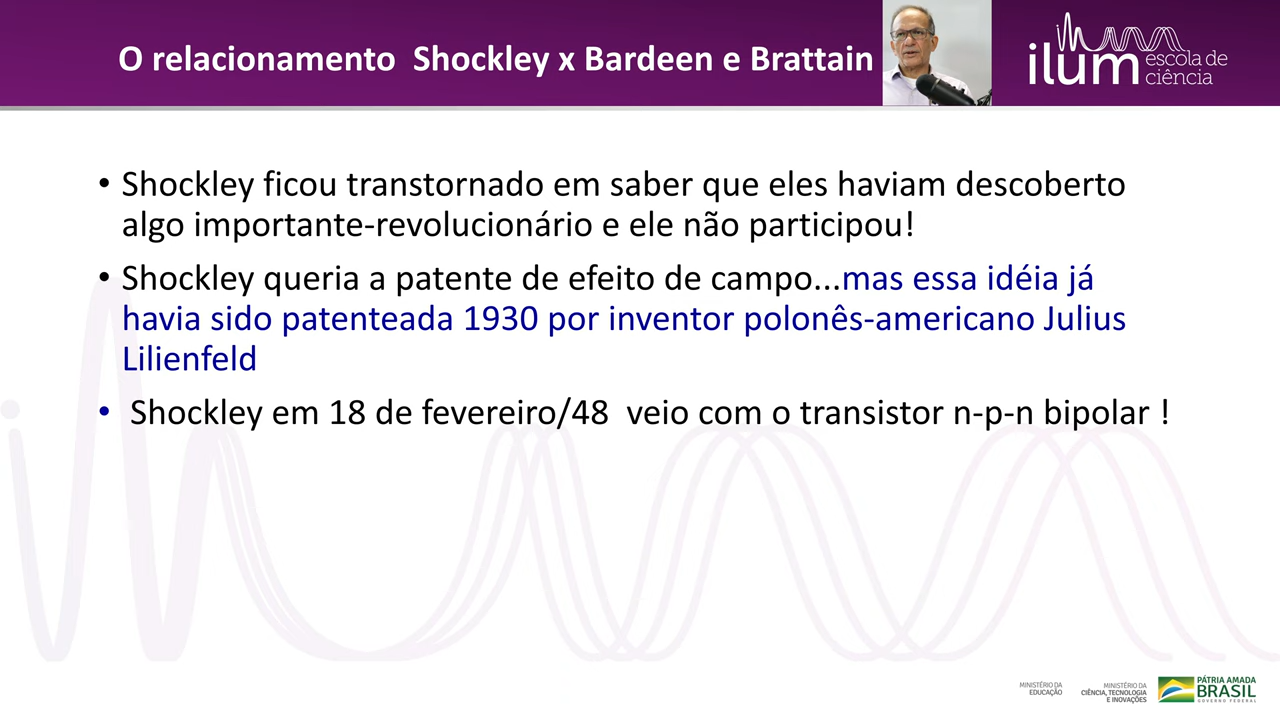 O relacionamento  Shockley x Bardeen e Brattain
ilum escola de
ciência
• Shockley ficou transtornado em saber que eles haviam descoberto
algo importante-revolucionário e ele não participou!
• Shockley queria a patente de efeito de campo...mas essa idéia já
havia sido patenteada 1930 por inventor polonês-americano Julius
Lilienfeld
• Shockley em 18 de fevereiro/48  veio com o transistor n-p-n bipolar !
MINISTÉRIO DA
EDUCAÇÃO
MINISTÉRIO DA
CIÊNCIA, TECNOLOGIA
E INOVAÇÕES
PÁTRIA AMADA
BRASIL
GOVERNO FEDERAL